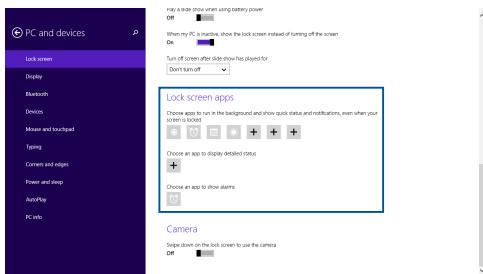 PC and devices
Lock screen
Display
Bluetooth
Devices
Mouse and touchpad
Typing
Corners and edges
Power and sleep
AutoPlay
PC info
Play a slide show when using battery power
Off
When my PC is inactive, show the lock screen instead of turning off the screen
On
Turn off screen after slide show has played for
Don't turn off
Lock screen apps
Choose apps to run in the background and show quick status and notifications, even when your
screen is locked
Choose an app to display detailed status
Choose an app to show alarms
Camera
Swipe down on the lock screen to use the camera
Off